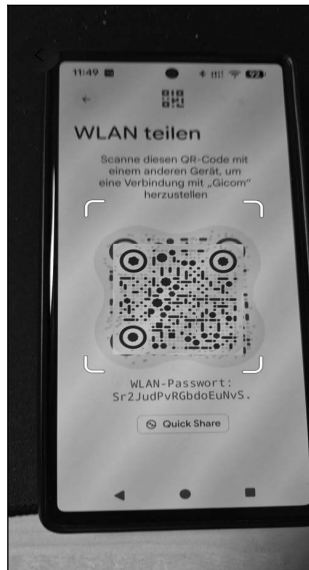 11:49
92
WLAN teilen
Scanne diesen QR-Code mit
einem anderen Gerät, um
eine Verbindung mit „Gicom“
herzustellen
WLAN-Passwort:
Sr2JudPvRGbdoEuNvS.
Quick Share